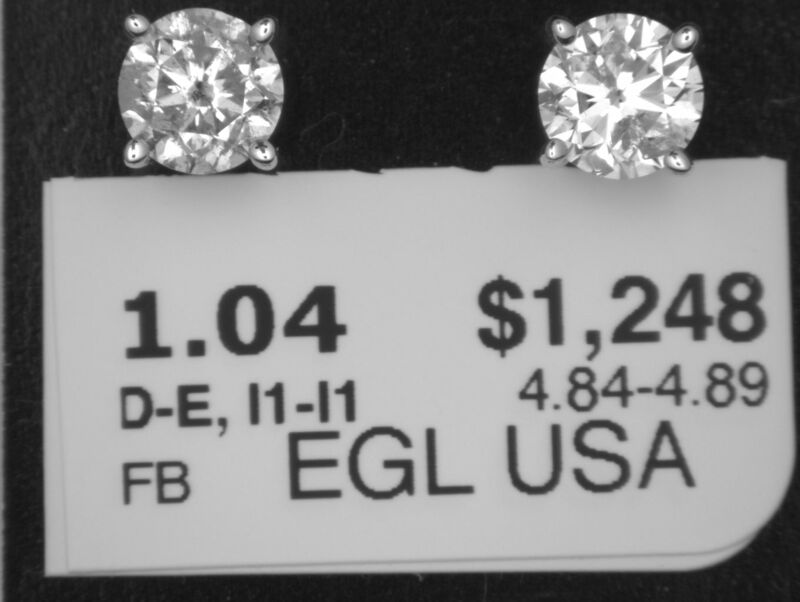 1.04 $1,248
D-E, I1-I1 4.84-4.89
FB EGL USA